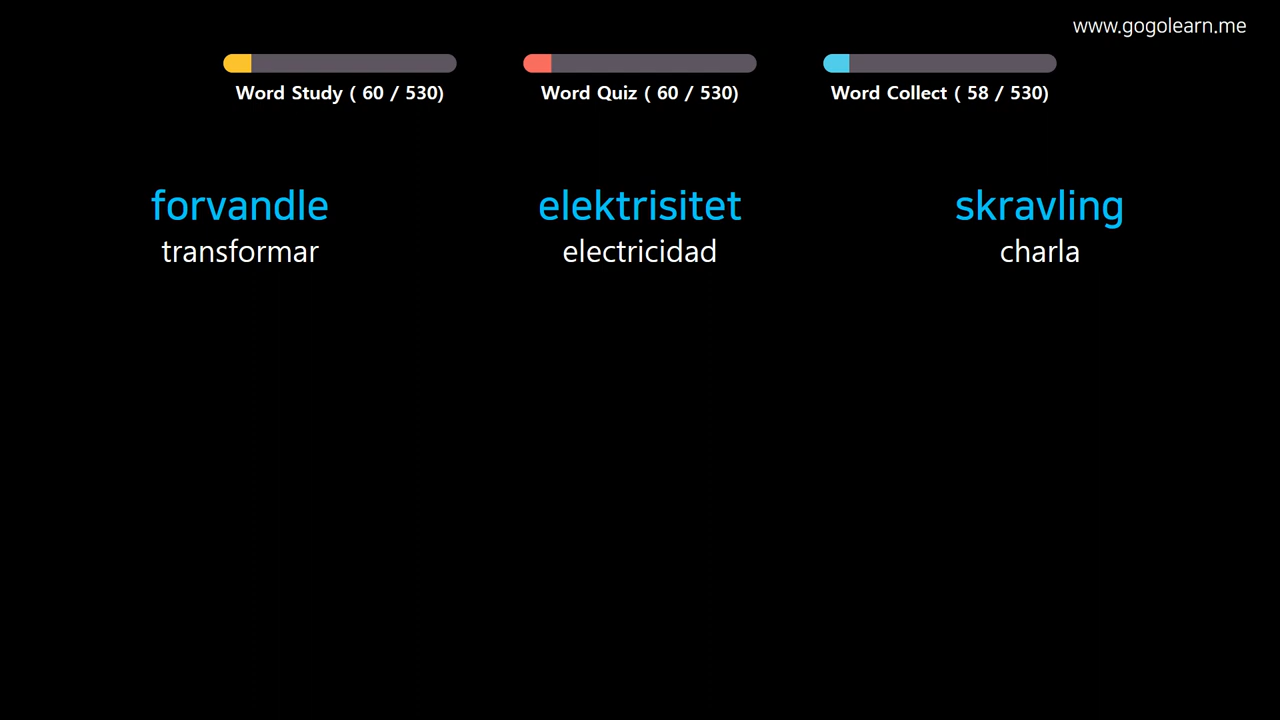 www.gogolearn.me
Word Study ( 60 / 530)
Word Quiz ( 60 / 530)
Word Collect ( 58 / 530)
forvandle
transformar
elektrisitet
electricidad
skravling
charla